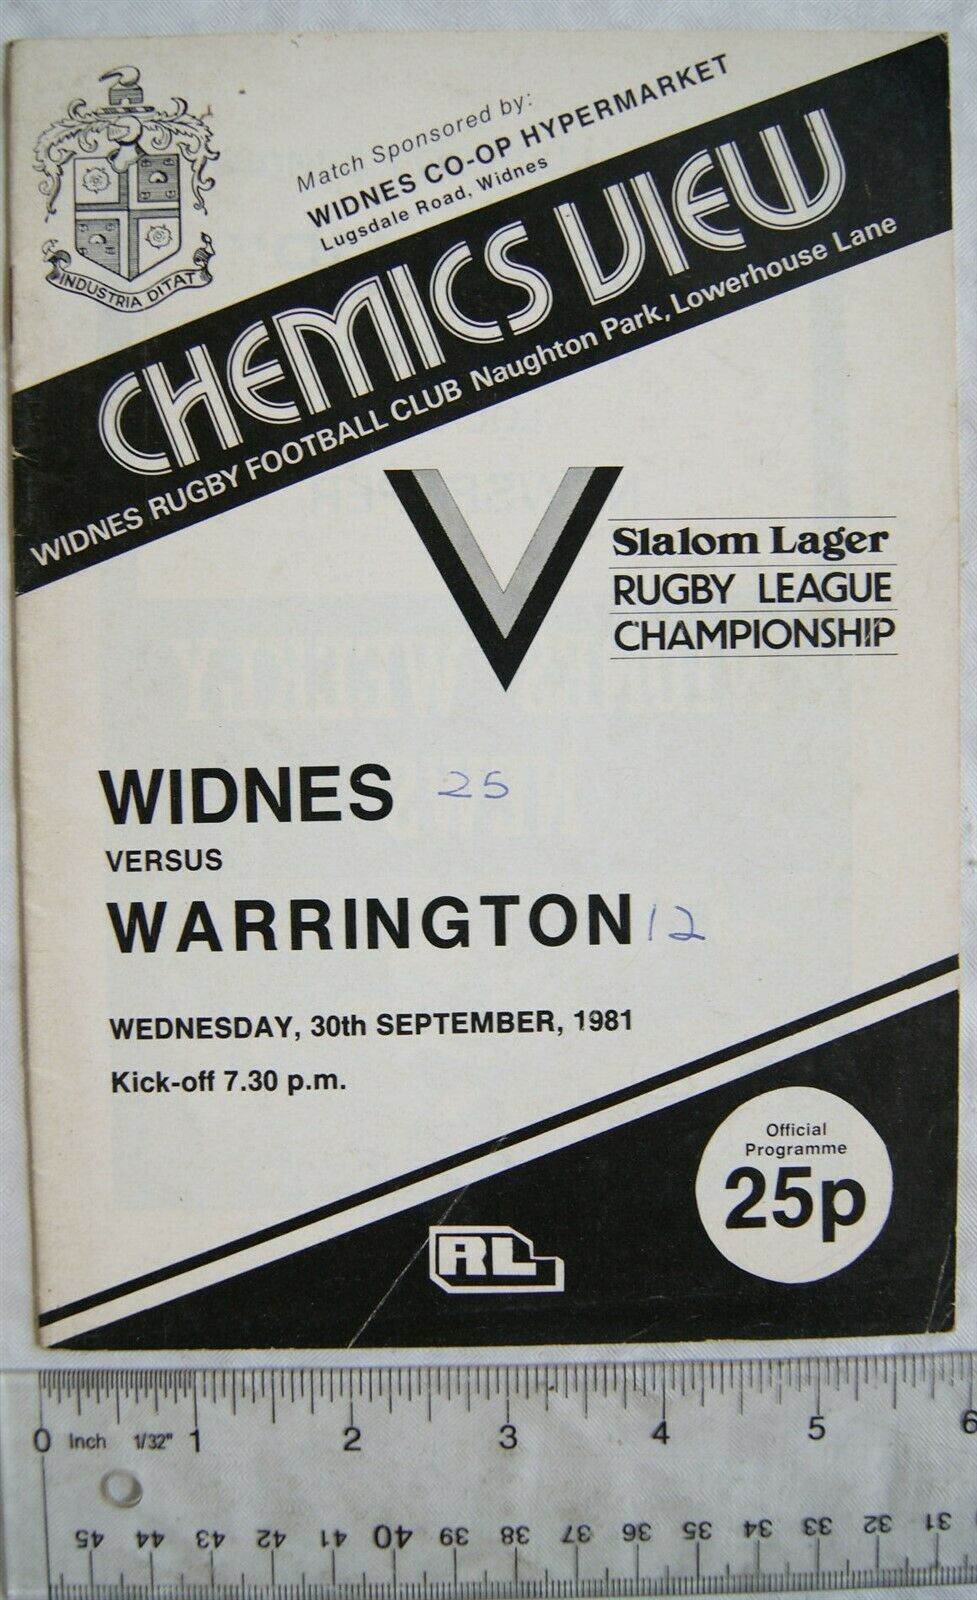 INDUSTRIA DITAT
Match Sponsored by:
WIDNES CO-OP HYPERMARKET
Lugsdale Road, Widnes
CHEMICS VIEW
WIDNES RUGBY FOOTBALL CLUB Naughton Park, Lowerhouse Lane
Slalom Lager
RUGBY LEAGUE
CHAMPIONSHIP
WIDNES 25
VERSUS
WARRINGTON 12
WEDNESDAY, 30th SEPTEMBER, 1981
Kick-off 7.30 p.m.
Official
Programme
25p
RL
0 Inch 1/32" 1 2 3 4 5 6
45 44 43 42 41 40 39 38 37 36 35 34 33 32 31